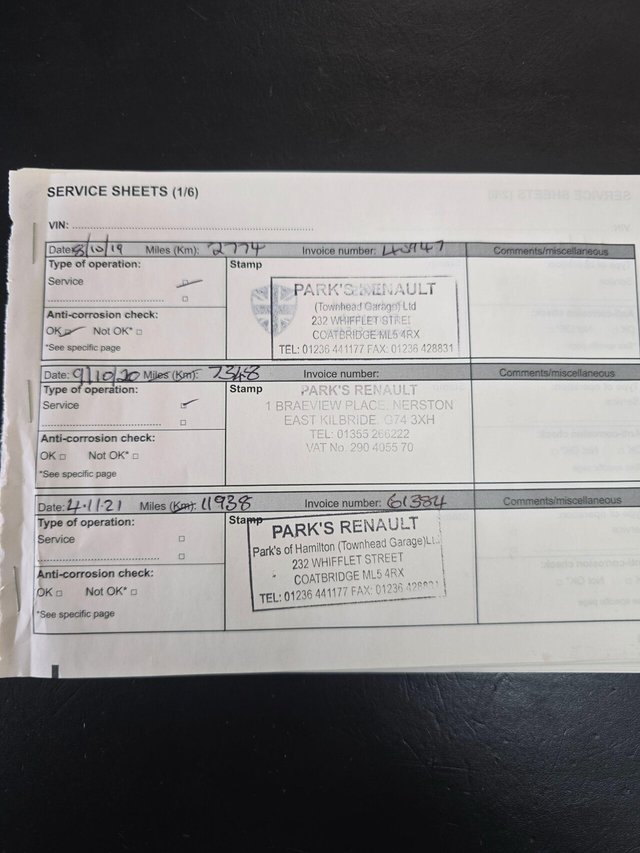 SERVICE SHEETS (1/6)
VIN:
Date: 8/10/19 Miles (Km): 2774 Invoice number: Comments/miscellaneous
Type of operation: Stamp
Service
PARK'S RENAULT
(Townhead Garage) Ltd
232 WHIFFLET STREET
COATBRIDGE ML5 4RX
TEL: 01236 441177 FAX: 01236 428831
Anti-corrosion check:
OK Not OK*
*See specific page
Date: 9/10/20 Miles (Km): 7348 Invoice number: Comments/miscellaneous
Type of operation: Stamp
Service
PARK'S RENAULT
1 BRAEVIEW PLACE, NERSTON
EAST KILBRIDE, G74 3XH
TEL: 01355 266222
VAT No. 290 4055 70
Anti-corrosion check:
OK Not OK*
*See specific page
Date: 4.11.21 Miles (Km): 11938 Invoice number: 61384 Comments/miscellaneous
Type of operation: Stamp
Service
PARK'S RENAULT
Park's of Hamilton (Townhead Garage)Lt.
232 WHIFFLET STREET
COATBRIDGE ML5 4RX
TEL: 01236 441177 FAX: 01236
Anti-corrosion check:
OK Not OK*
*See specific page